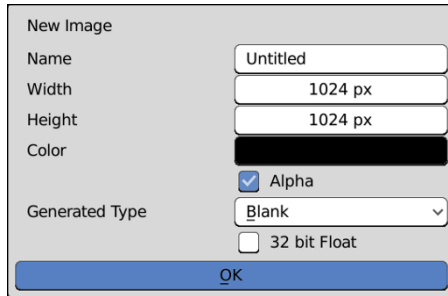 New Image
Name Untitled
Width 1024 px
Height 1024 px
Color
Alpha
Generated Type Blank
32 bit Float
OK